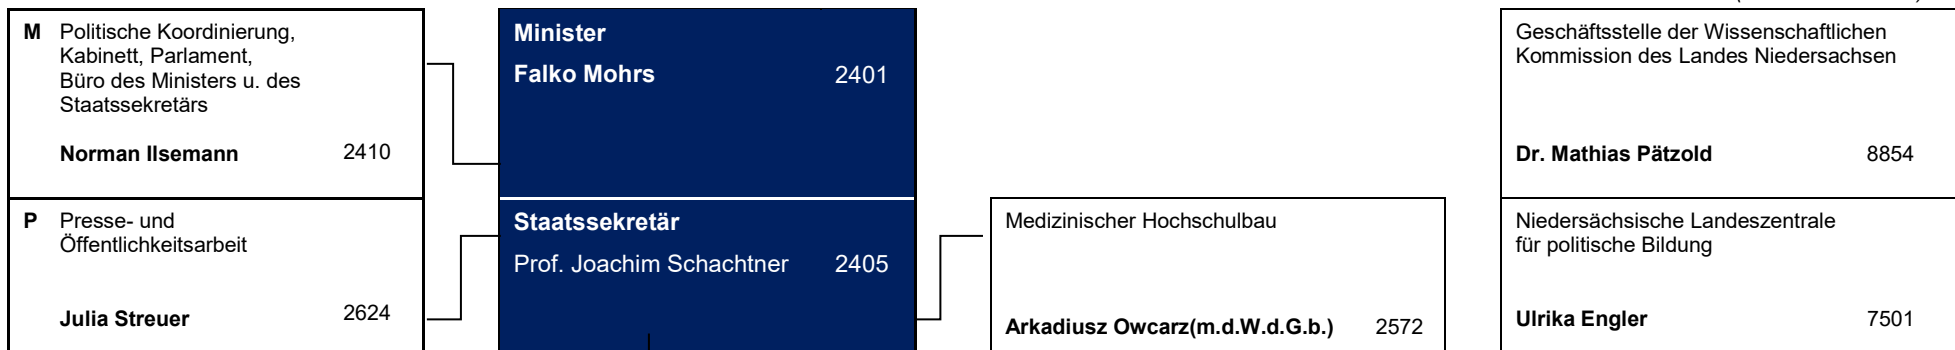 M Politische Koordinierung,
Kabinett, Parlament,
Büro des Ministers u. des
Staatssekretärs
Norman Ilsemann 2410
P Presse- und
Öffentlichkeitsarbeit
Julia Streuer 2624
Minister
Falko Mohrs 2401
Staatssekretär
Prof. Joachim Schachtner 2405
Medizinischer Hochschulbau
Arkadiusz Owcarz(m.d.W.d.G.b.) 2572
Geschäftsstelle der Wissenschaftlichen
Kommission des Landes Niedersachsen
Dr. Mathias Pätzold 8854
Niedersächsische Landeszentrale
für politische Bildung
Ulrika Engler 7501